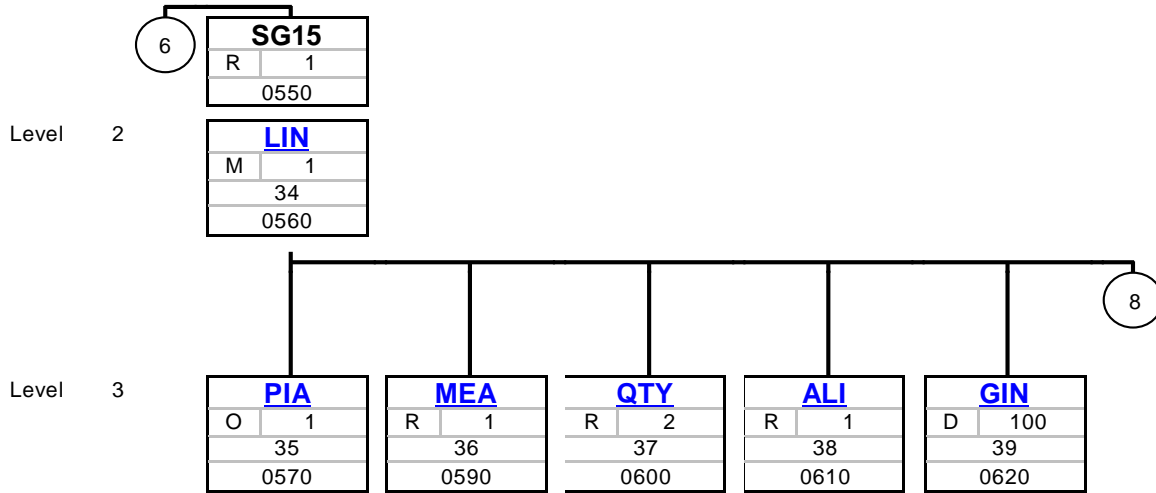 6
SG15
R 1
0550
Level 2
LIN
M 1
34
0560
8
Level 3
PIA MEA QTY ALI GIN
O 1 R 1 R 2 R 1 D 100
35 36 37 38 39
0570 0590 0600 0610 0620